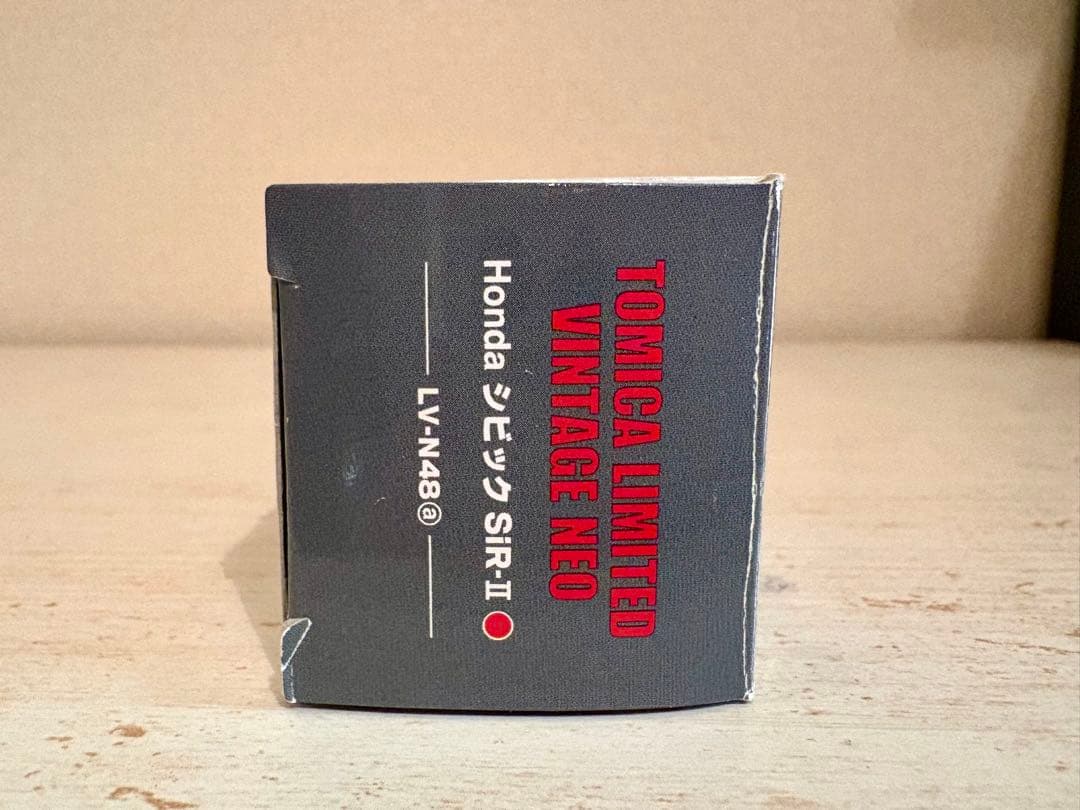 TOMICA LIMITED
VINTAGE NEO
Honda シビック SiR-II
LV-N48ⓐ